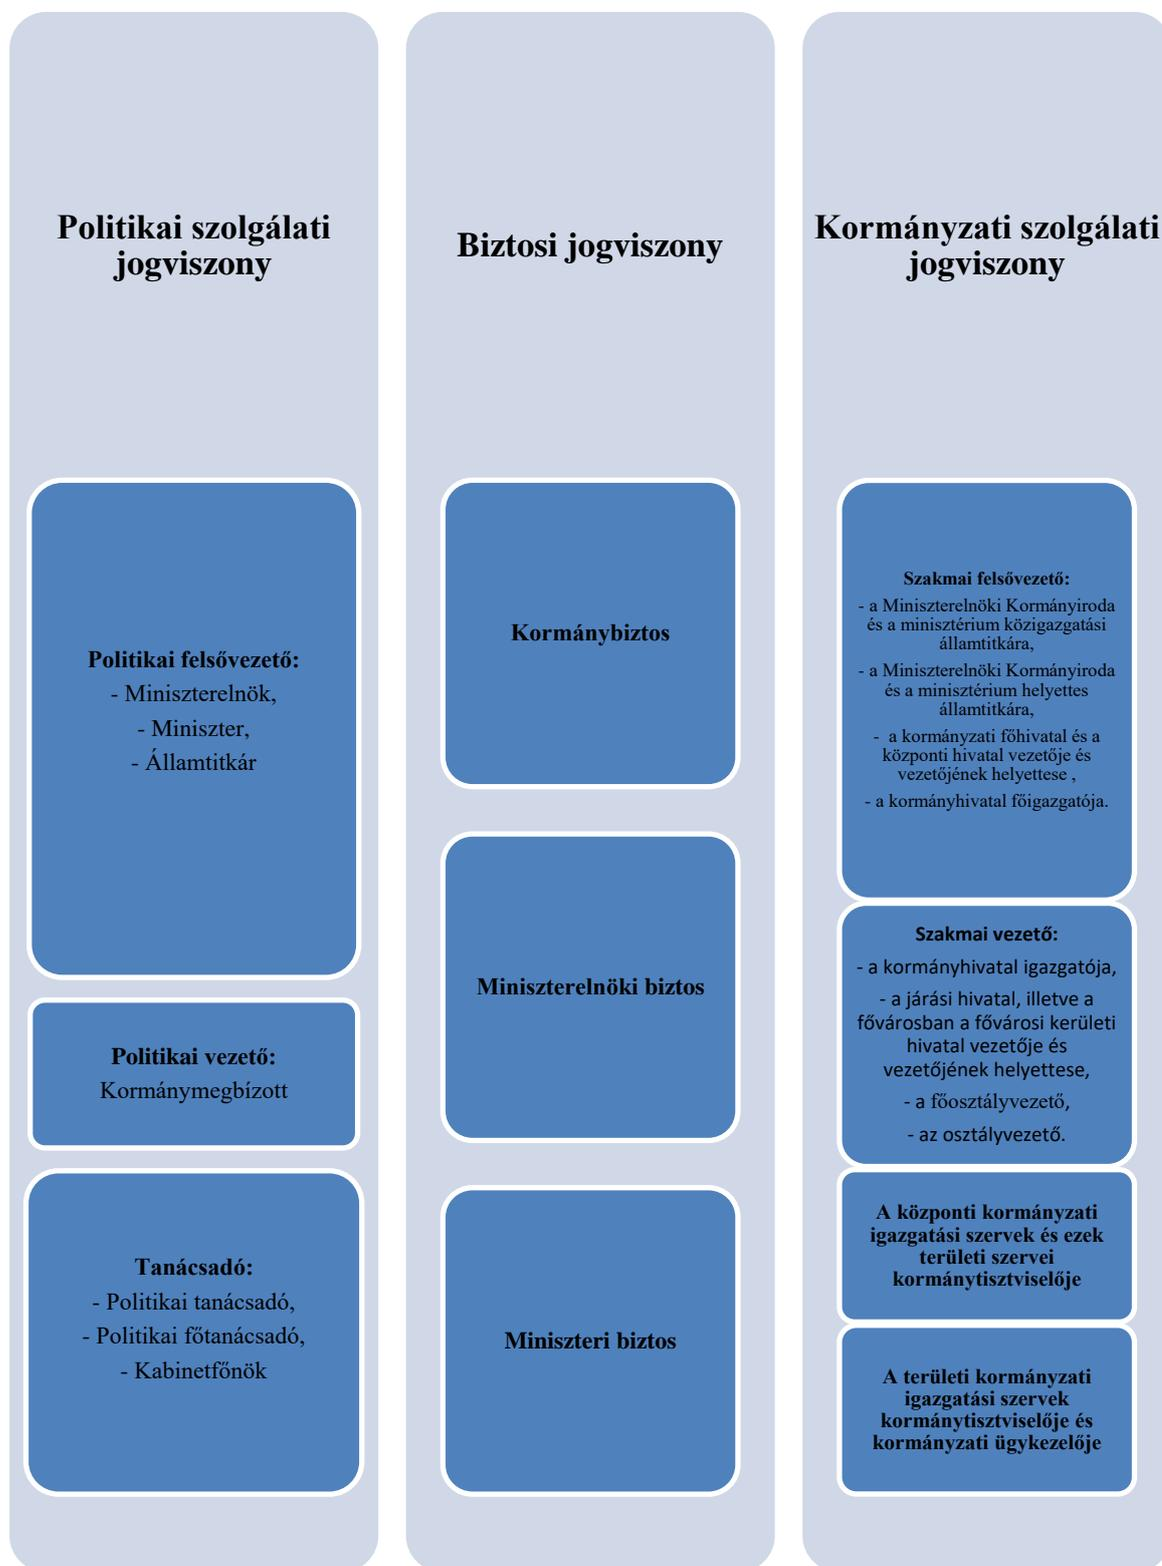 Politikai szolgálati
jogviszony
Politikai felsővezető:
- Miniszterelnök,
- Miniszter,
- Államtitkár
Politikai vezető:
Kormánymegbízott
Tanácsadó:
- Politikai tanácsadó,
- Politikai főtanácsadó,
- Kabinetfőnök
Biztosi jogviszony
Kormánybiztos
Miniszterelnöki biztos
Miniszteri biztos
Kormányzati szolgálati
jogviszony
Szakmai felsővezető:
- a Miniszterelnöki Kormányiroda
és a minisztérium közigazgatási
államtitkára,
- a Miniszterelnöki Kormányiroda
és a minisztérium helyettes
államtitkára,
- a kormányzati főhivatal és a
központi hivatal vezetője és
vezetőjének helyettese ,
- a kormányhivatal főigazgatója.
Szakmai vezető:
- a kormányhivatal igazgatója,
- a járási hivatal, illetve a
fővárosban a fővárosi kerületi
hivatal vezetője és
vezetőjének helyettese,
- a főosztályvezető,
- az osztályvezető.
A központi kormányzati
igazgatási szervek és ezek
területi szervei
kormánytisztviselője
A területi kormányzati
igazgatási szervek
kormánytisztviselője és
kormányzati ügykezelője